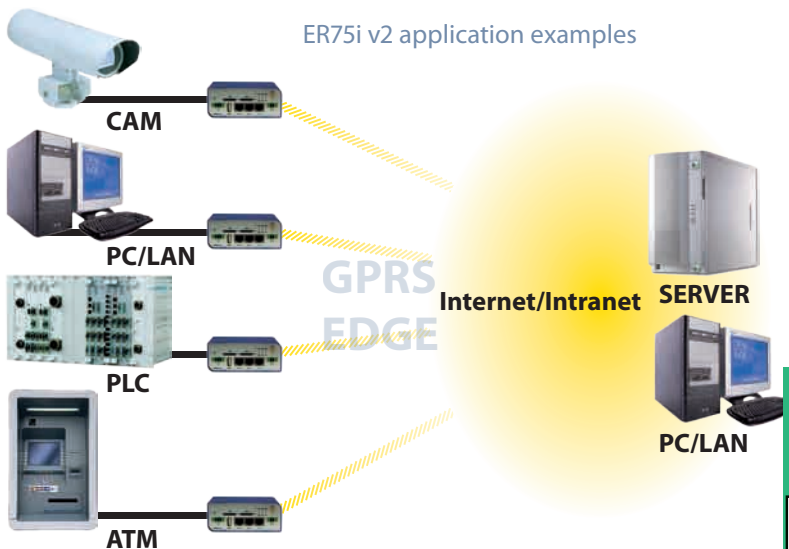 ER75i v2 application examples
CAM
PC/LAN
GPRS
EDGE
Internet/Intranet
SERVER
PLC
PC/LAN
ATM